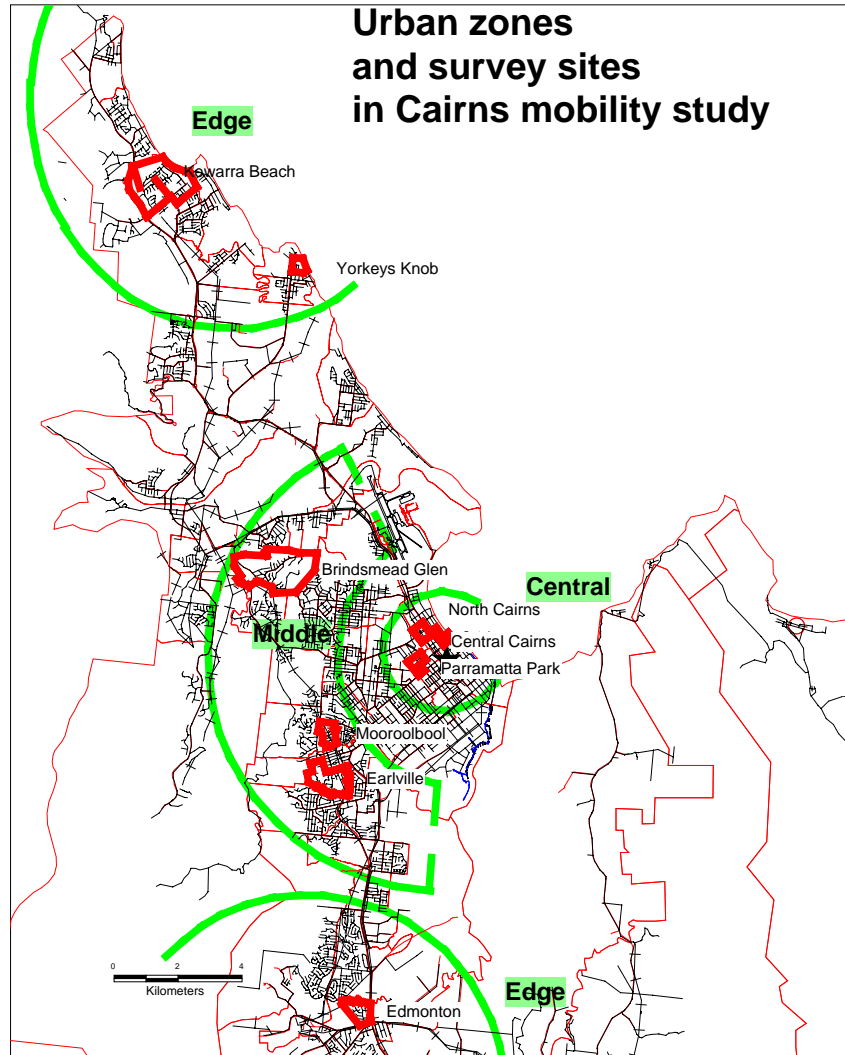 Urban zones
and survey sites
in Cairns mobility study
Edge
Kowarra Beach
Yorkeys Knob
Brindsmead Glen
Central
North Cairns
Middle
Central Cairns
Parramatta Park
Mooroolbool
Earlville
0 2 4
Kilometers
Edge
Edmonton